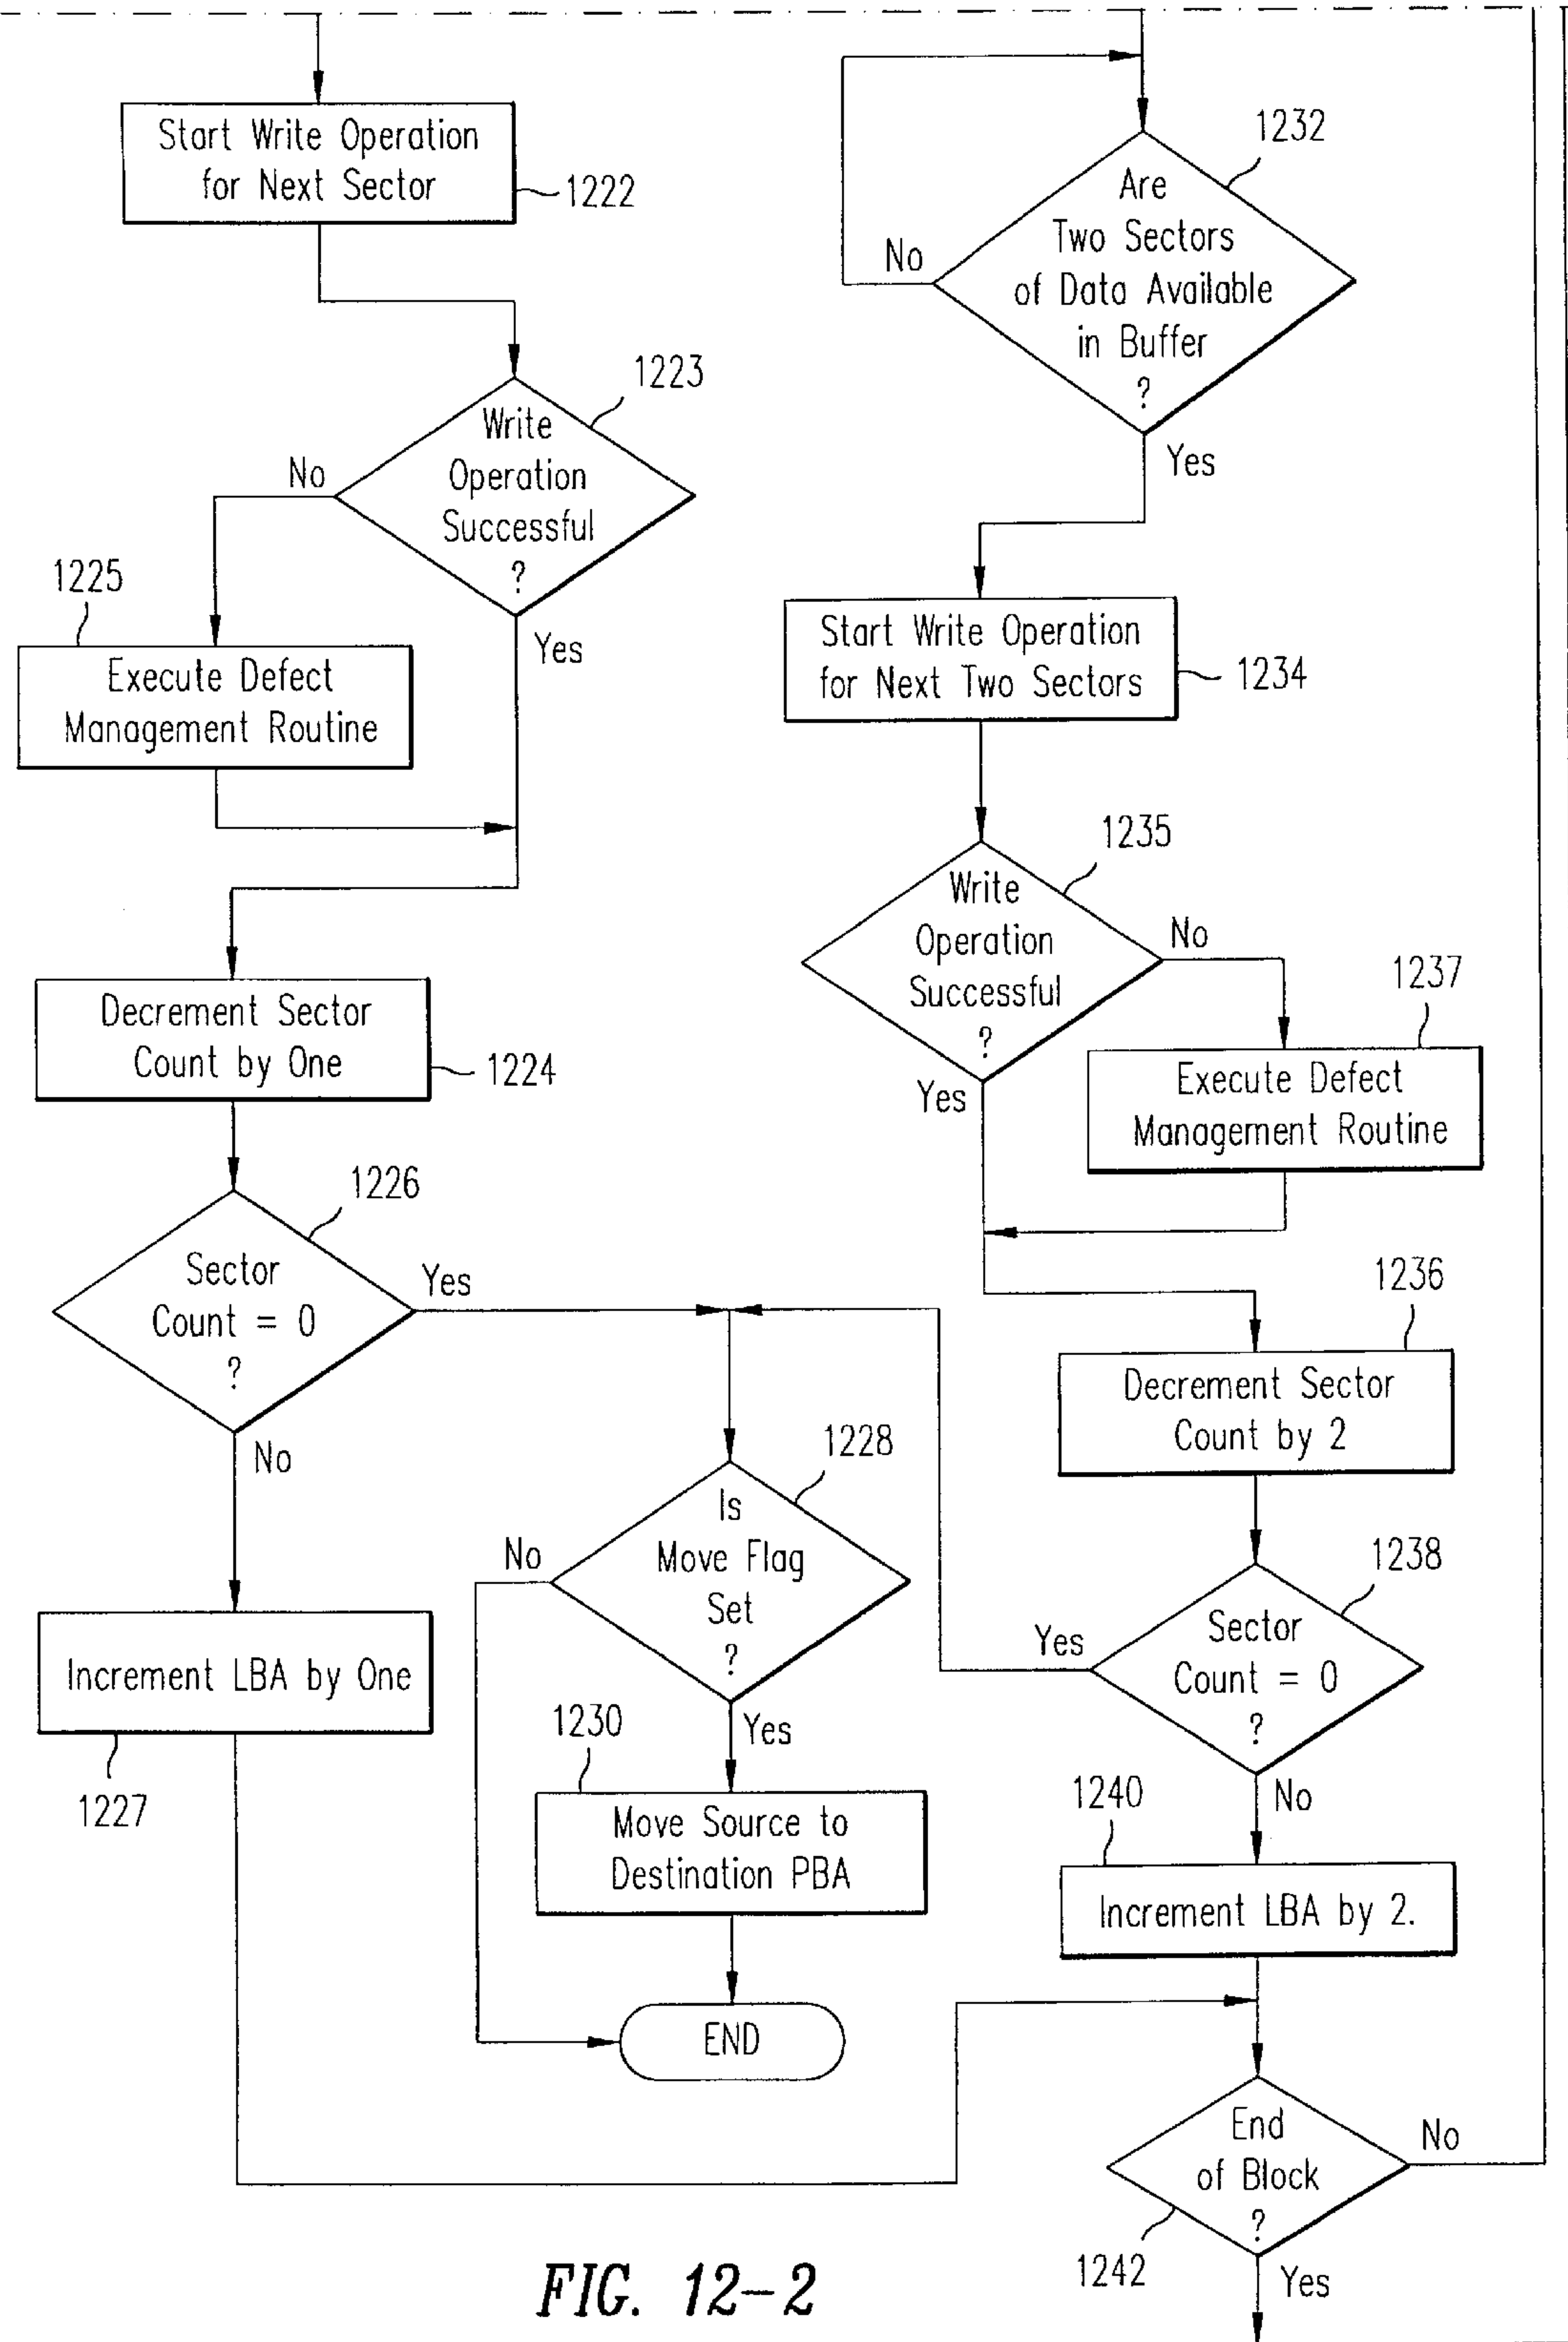 Start Write Operation
for Next Sector
1222
Write
Operation
Successful
?
1223
No
Yes
1225
Execute Defect
Management Routine
Decrement Sector
Count by One
1224
1226
Sector
Count = 0
?
Yes
No
Increment LBA by One
1227
1228
Is
Move Flag
Set
?
No
Yes
1230
Move Source to
Destination PBA
END
1232
Are
Two Sectors
of Data Available
in Buffer
?
No
Yes
Start Write Operation
for Next Two Sectors
1234
1235
Write
Operation
Successful
?
No
Yes
1237
Execute Defect
Management Routine
1236
Decrement Sector
Count by 2
1238
Sector
Count = 0
?
Yes
No
1240
Increment LBA by 2.
End
of Block
?
No
1242
Yes
FIG. 12-2